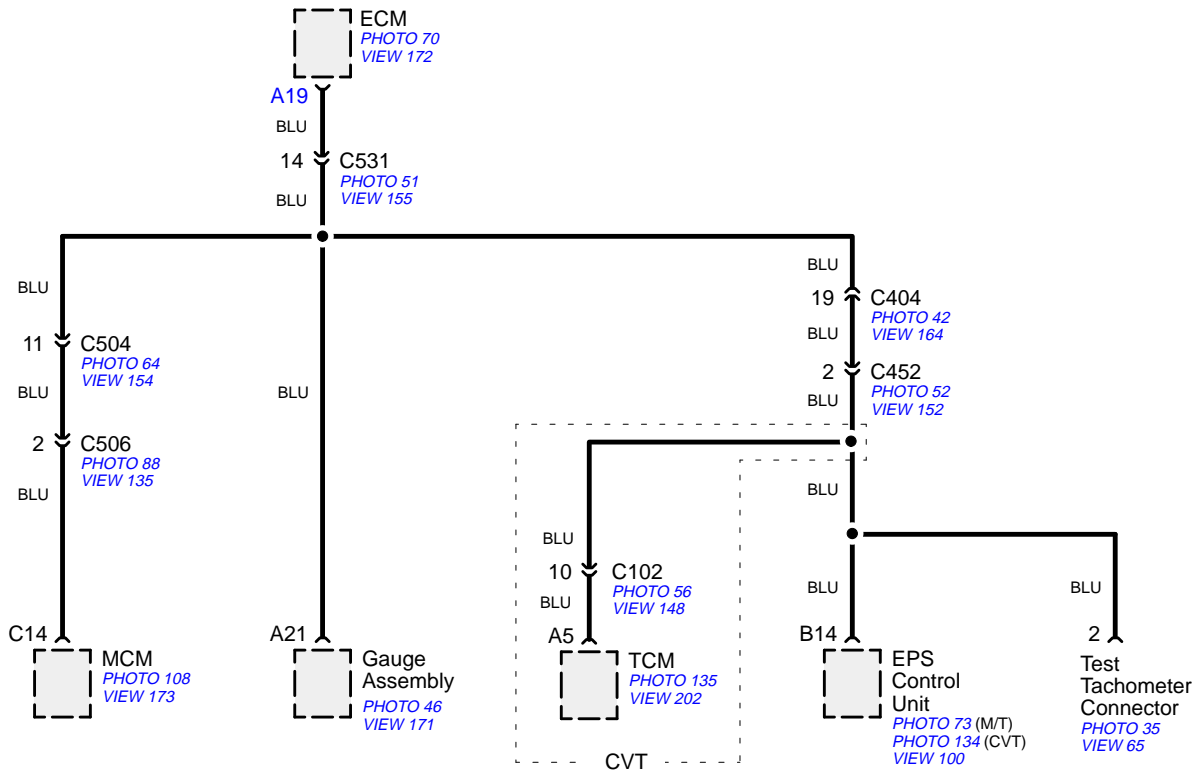 ECM
PHOTO 70
VIEW 172
A19
BLU
14 C531
PHOTO 51
VIEW 155
BLU
BLU
11 C504
PHOTO 64
VIEW 154
BLU
2 C506
PHOTO 88
VIEW 135
BLU
C14
MCM
PHOTO 108
VIEW 173
BLU
A21
Gauge
Assembly
PHOTO 46
VIEW 171
BLU
19 C404
PHOTO 42
VIEW 164
BLU
2 C452
PHOTO 52
VIEW 152
BLU
BLU
10 C102
PHOTO 56
VIEW 148
BLU
A5
TCM
PHOTO 135
VIEW 202
CVT
BLU
BLU
B14
EPS
Control
Unit
PHOTO 73 (M/T)
PHOTO 134 (CVT)
VIEW 100
BLU
2
Test
Tachometer
Connector
PHOTO 35
VIEW 65